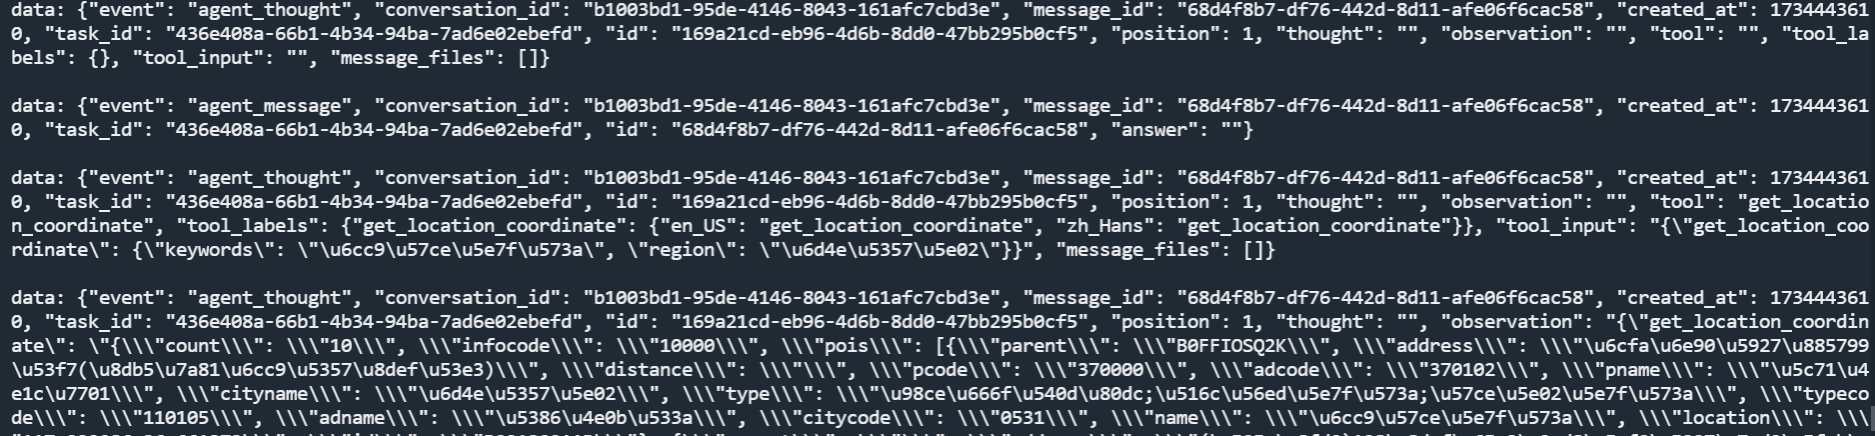 data: {"event": "agent_thought", "conversation_id": "b1003bd1-95de-4146-8043-161afc7cbd3e", "message_id": "68d4f8b7-df76-442d-8d11-afe06f6cac58", "created_at": 173444361
0, "task_id": "436e408a-66b1-4b34-94ba-7ad6e02ebefd", "id": "169a21cd-eb96-4d6b-8dd0-47bb295b0cf5", "position": 1, "thought": "", "observation": "", "tool": "", "tool_la
bels": {}, "tool_input": "", "message_files": []}
data: {"event": "agent_message", "conversation_id": "b1003bd1-95de-4146-8043-161afc7cbd3e", "message_id": "68d4f8b7-df76-442d-8d11-afe06f6cac58", "created_at": 173444361
0, "task_id": "436e408a-66b1-4b34-94ba-7ad6e02ebefd", "id": "68d4f8b7-df76-442d-8d11-afe06f6cac58", "answer": ""}
data: {"event": "agent_thought", "conversation_id": "b1003bd1-95de-4146-8043-161afc7cbd3e", "message_id": "68d4f8b7-df76-442d-8d11-afe06f6cac58", "created_at": 173444361
0, "task_id": "436e408a-66b1-4b34-94ba-7ad6e02ebefd", "id": "169a21cd-eb96-4d6b-8dd0-47bb295b0cf5", "position": 1, "thought": "", "observation": "", "tool": "get_locatio
n_coordinate", "tool_labels": {"get_location_coordinate": {"en_US": "get_location_coordinate", "zh_Hans": "get_location_coordinate"}}, "tool_input": "{\"get_location_coo
rdinate\": {\"keywords\": \"\u6cc9\u57ce\u5e7f\u573a\", \"region\": \"\u6d4e\u5357\u5e02\"}}", "message_files": []}
data: {"event": "agent_thought", "conversation_id": "b1003bd1-95de-4146-8043-161afc7cbd3e", "message_id": "68d4f8b7-df76-442d-8d11-afe06f6cac58", "created_at": 173444361
0, "task_id": "436e408a-66b1-4b34-94ba-7ad6e02ebefd", "id": "169a21cd-eb96-4d6b-8dd0-47bb295b0cf5", "position": 1, "thought": "", "observation": "{\"get_location_coordin
ate\": \"{\\\"count\\\": \\\"10\\\", \\\"infocode\\\": \\\"10000\\\", \\\"pois\\\": [{\\\"parent\\\": \\\"B0FFIOSQ2K\\\", \\\"address\\\": \\\"\u6cfa\u6e90\u5927\u885799
\u53f7(\u8db5\u7a81\u6cc9\u5357\u8def\u53e3)\\\", \\\"distance\\\": \\\"\\\", \\\"pcode\\\": \\\"370000\\\", \\\"adcode\\\": \\\"370102\\\", \\\"pname\\\": \\\"\u5c71\u4
e1c\u7701\\\", \\\"cityname\\\": \\\"\u6d4e\u5357\u5e02\\\", \\\"type\\\": \\\"\u98ce\u666f\u540d\u80dc;\u516c\u56ed\u5e7f\u573a;\u57ce\u5e02\u5e7f\u573a\\\", \\\"typeco
de\\\": \\\"110105\\\", \\\"adname\\\": \\\"\u5386\u4e0b\u533a\\\", \\\"citycode\\\": \\\"0531\\\", \\\"name\\\": \\\"\u6cc9\u57ce\u5e7f\u573a\\\", \\\"location\\\": \\\